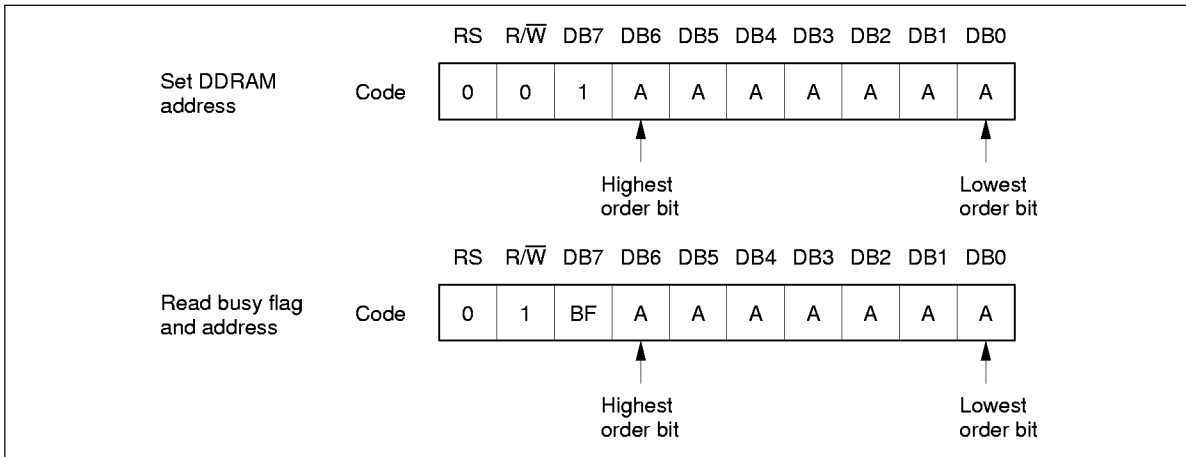 RS R/W̅ DB7 DB6 DB5 DB4 DB3 DB2 DB1 DB0
Set DDRAM
address
Code 0 0 1 A A A A A A A
Highest
order bit
Lowest
order bit
RS R/W̅ DB7 DB6 DB5 DB4 DB3 DB2 DB1 DB0
Read busy flag
and address
Code 0 1 BF A A A A A A A
Highest
order bit
Lowest
order bit